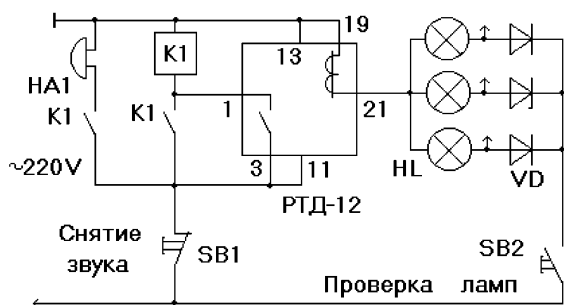 19
K1
13
HA1
K1
K1
1
21
~220V
3
11
HL
VD
РТД-12
Снятие
звука
SB1
SB2
Проверка ламп